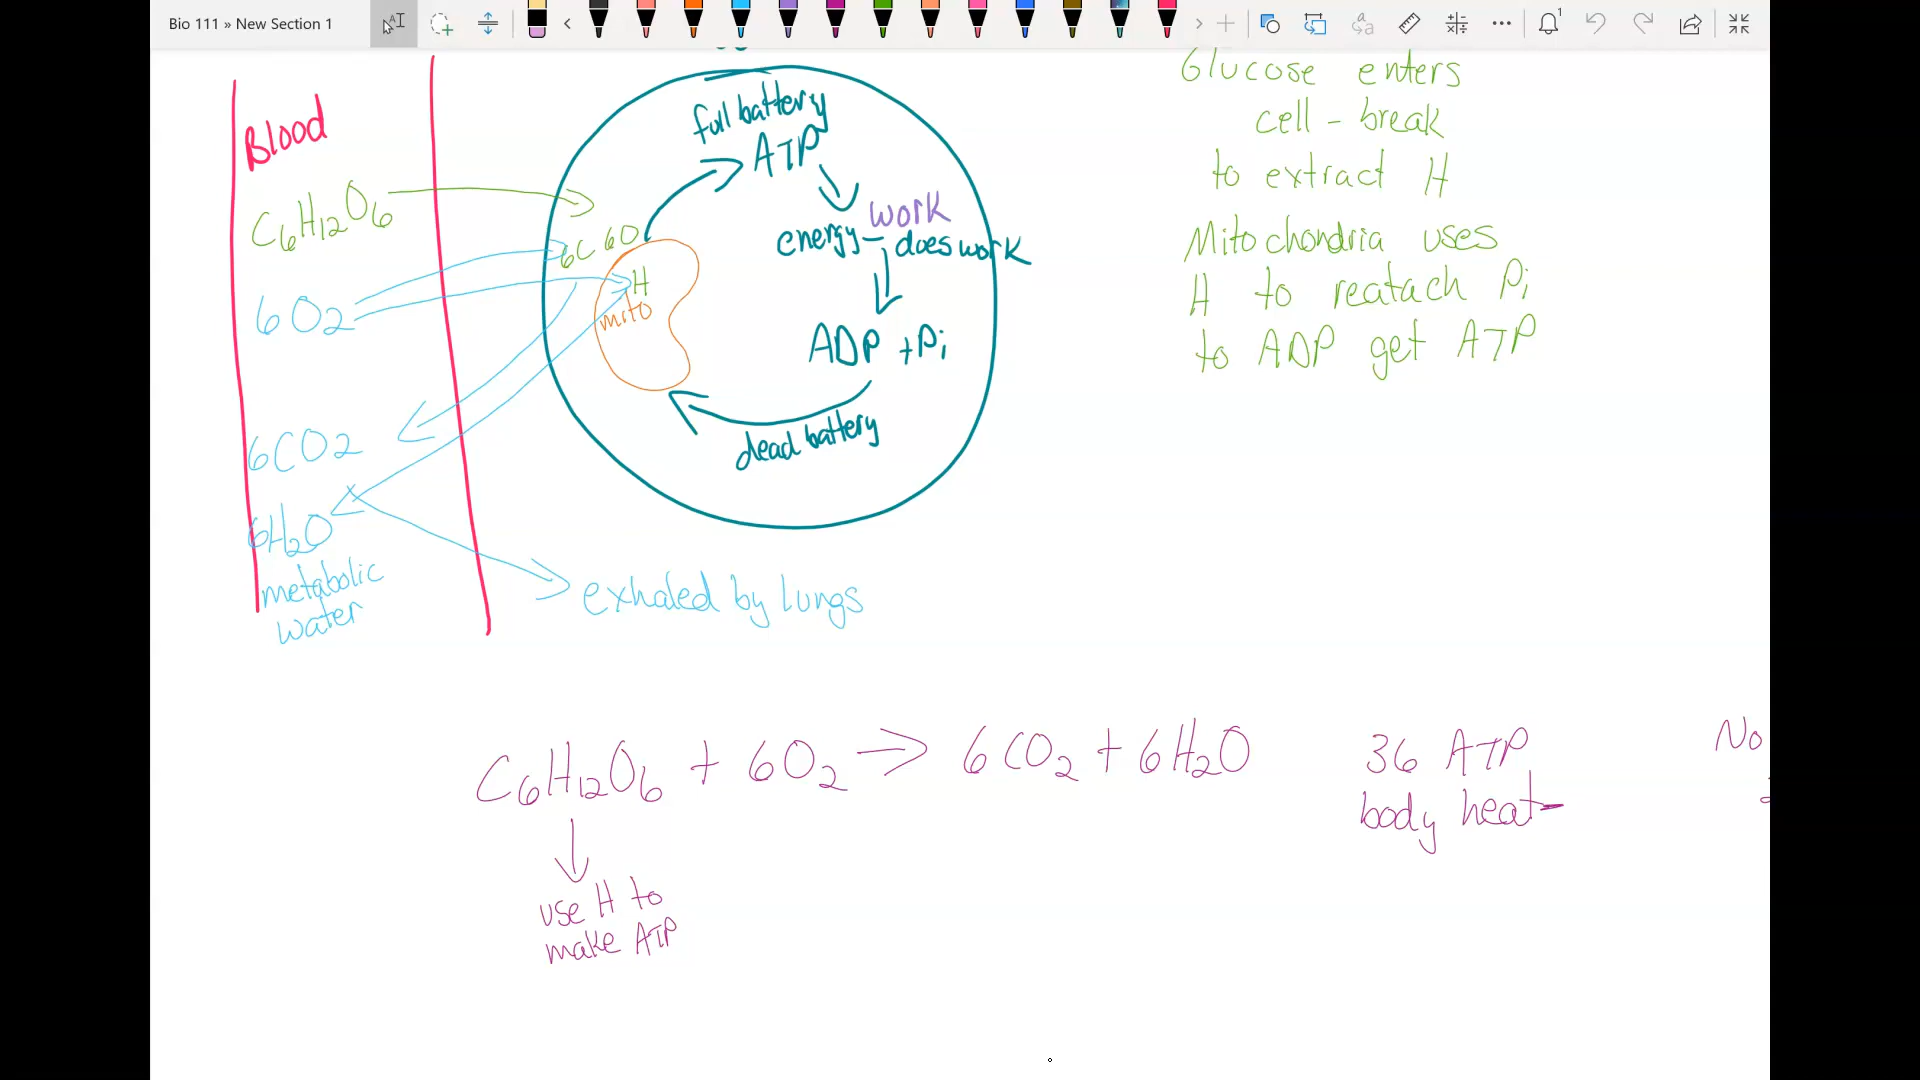 Bio 111 » New Section 1
Blood
C6H12O6
6O2
6CO2
6H2O
metabolic
water
full battery
ATP
work
energy – does work
ADP + Pi
dead battery
6C 6O
H
mito
exhaled by lungs
Glucose enters
cell - break
to extract H
Mitochondria uses
H to reatach Pi
to ADP get ATP
C6H12O6 + 6O2 → 6CO2 + 6H2O
36 ATP
body heat
No
use H to
make ATP